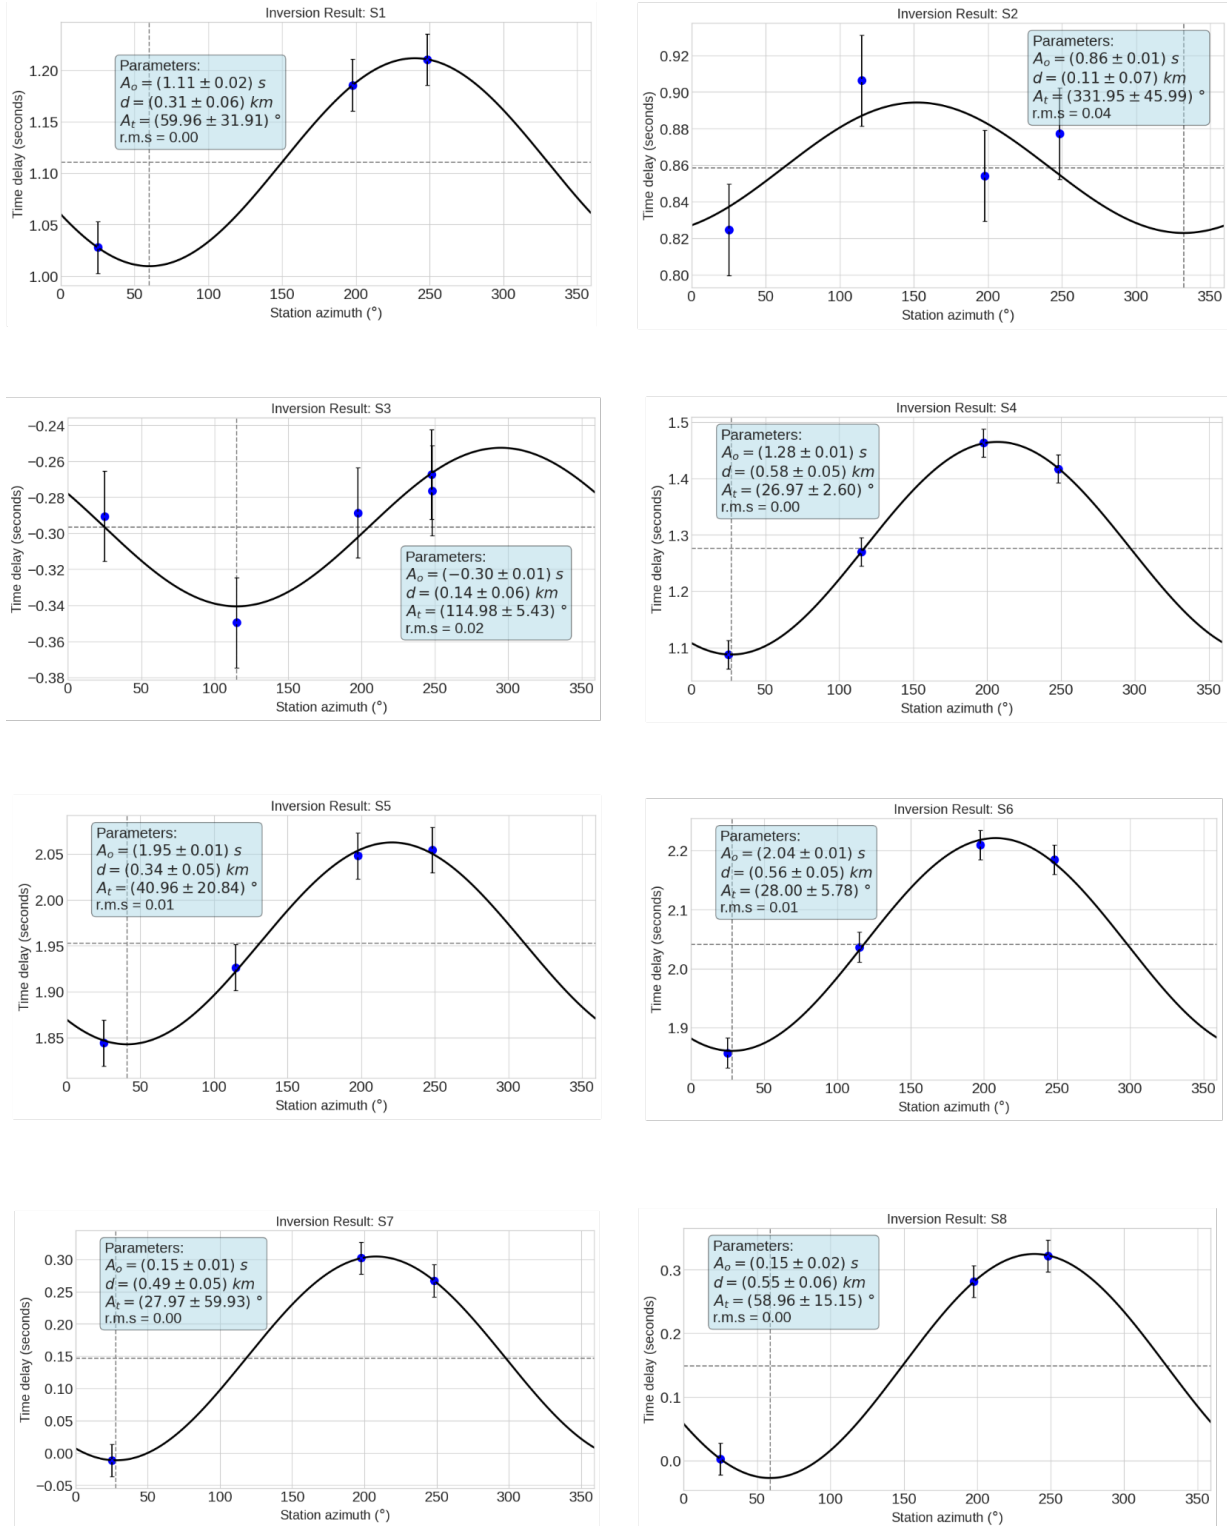 Inversion Result: S1
Parameters:
A_o = (1.11 ± 0.02) s
d = (0.31 ± 0.06) km
A_t = (59.96 ± 31.91) °
r.m.s = 0.00
Time delay (seconds)
1.20
1.15
1.10
1.05
1.00
0 50 100 150 200 250 300 350
Station azimuth (°)
Inversion Result: S2
Parameters:
A_o = (0.86 ± 0.01) s
d = (0.11 ± 0.07) km
A_t = (331.95 ± 45.99) °
r.m.s = 0.04
Time delay (seconds)
0.92
0.90
0.88
0.86
0.84
0.82
0.80
0 50 100 150 200 250 300 350
Station azimuth (°)
Inversion Result: S3
Parameters:
A_o = (−0.30 ± 0.01) s
d = (0.14 ± 0.06) km
A_t = (114.98 ± 5.43) °
r.m.s = 0.02
Time delay (seconds)
−0.24
−0.26
−0.28
−0.30
−0.32
−0.34
−0.36
−0.38
0 50 100 150 200 250 300 350
Station azimuth (°)
Inversion Result: S4
Parameters:
A_o = (1.28 ± 0.01) s
d = (0.58 ± 0.05) km
A_t = (26.97 ± 2.60) °
r.m.s = 0.00
Time delay (seconds)
1.5
1.4
1.3
1.2
1.1
0 50 100 150 200 250 300 350
Station azimuth (°)
Inversion Result: S5
Parameters:
A_o = (1.95 ± 0.01) s
d = (0.34 ± 0.05) km
A_t = (40.96 ± 20.84) °
r.m.s = 0.01
Time delay (seconds)
2.05
2.00
1.95
1.90
1.85
0 50 100 150 200 250 300 350
Station azimuth (°)
Inversion Result: S6
Parameters:
A_o = (2.04 ± 0.01) s
d = (0.56 ± 0.05) km
A_t = (28.00 ± 5.78) °
r.m.s = 0.01
Time delay (seconds)
2.2
2.1
2.0
1.9
0 50 100 150 200 250 300 350
Station azimuth (°)
Inversion Result: S7
Parameters:
A_o = (0.15 ± 0.01) s
d = (0.49 ± 0.05) km
A_t = (27.97 ± 59.93) °
r.m.s = 0.00
Time delay (seconds)
0.30
0.25
0.20
0.15
0.10
0.05
0.00
−0.05
0 50 100 150 200 250 300 350
Station azimuth (°)
Inversion Result: S8
Parameters:
A_o = (0.15 ± 0.02) s
d = (0.55 ± 0.06) km
A_t = (58.96 ± 15.15) °
r.m.s = 0.00
Time delay (seconds)
0.3
0.2
0.1
0.0
0 50 100 150 200 250 300 350
Station azimuth (°)